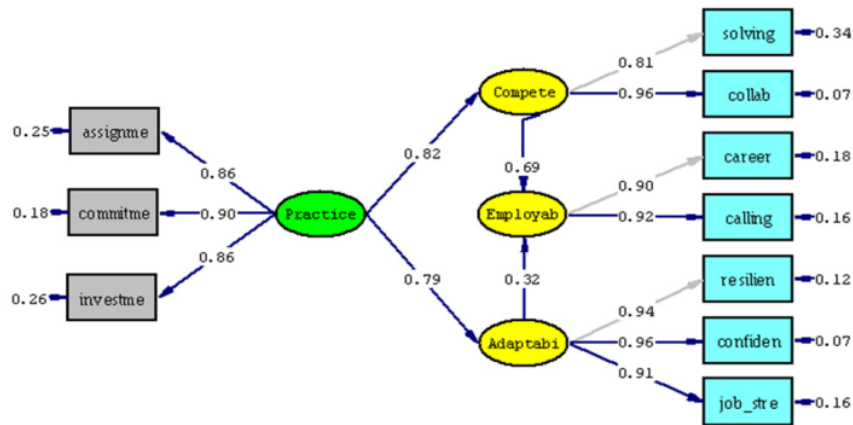 solving
0.34
0.81
Compete
0.96
collab
0.07
0.25
assignme
0.82
0.69
career
0.18
0.86
0.90
0.18
commitme
0.90
Practice
Employab
0.92
calling
0.16
0.86
0.26
investme
0.79
0.32
resilien
0.12
0.94
Adaptabi
0.96
confiden
0.07
0.91
job_stre
0.16